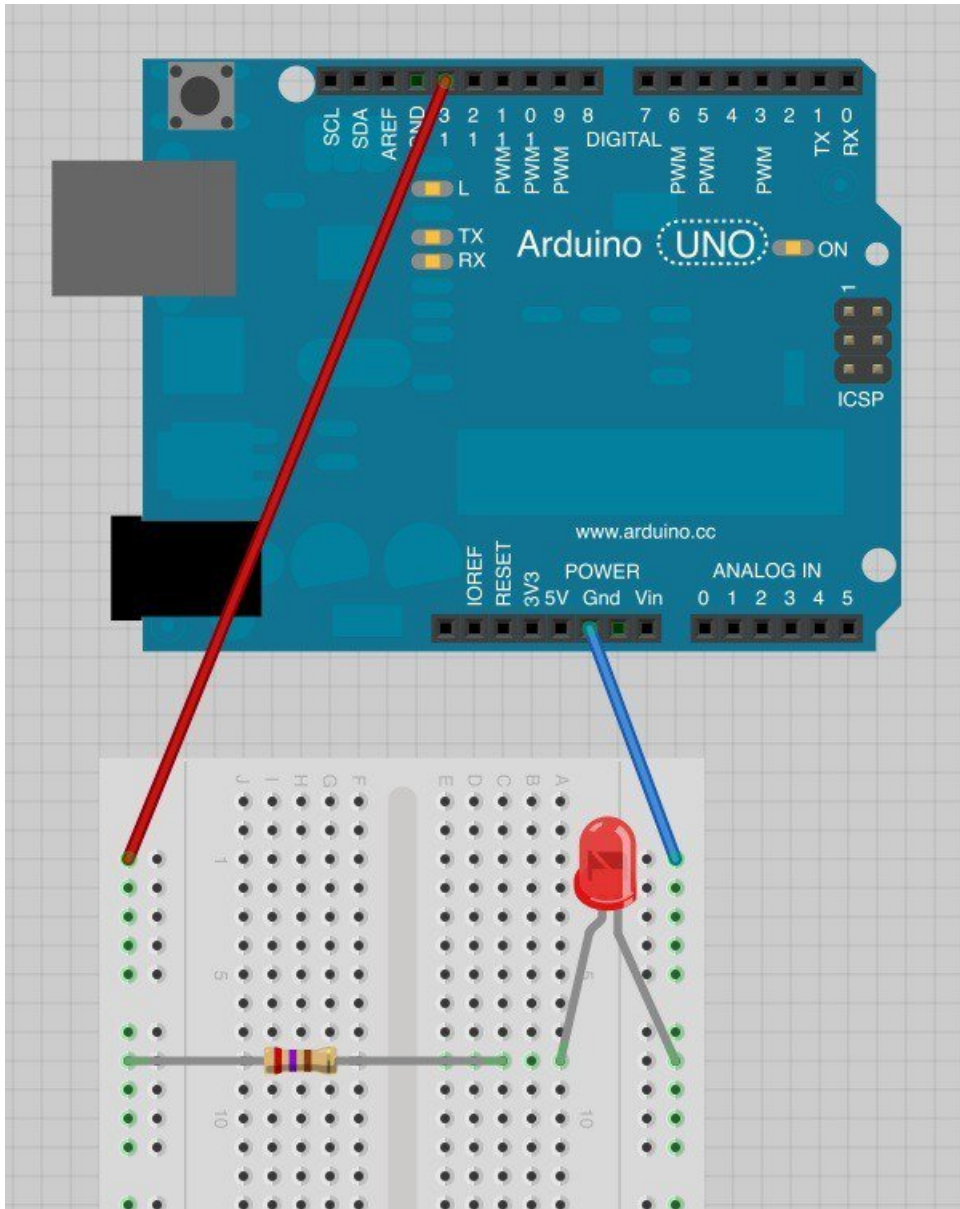 SCL SDA AREF GND 13 12 PWM 11 PWM 10 PWM 9 8 7 PWM 6 PWM 5 4 PWM 3 2 TX 1 RX 0
DIGITAL
L
TX
RX
Arduino UNO ON
1
ICSP
www.arduino.cc
POWER ANALOG IN
IOREF RESET 3V3 5V Gnd Vin 0 1 2 3 4 5
J I H G F E D C B A
1
5 5
10 10